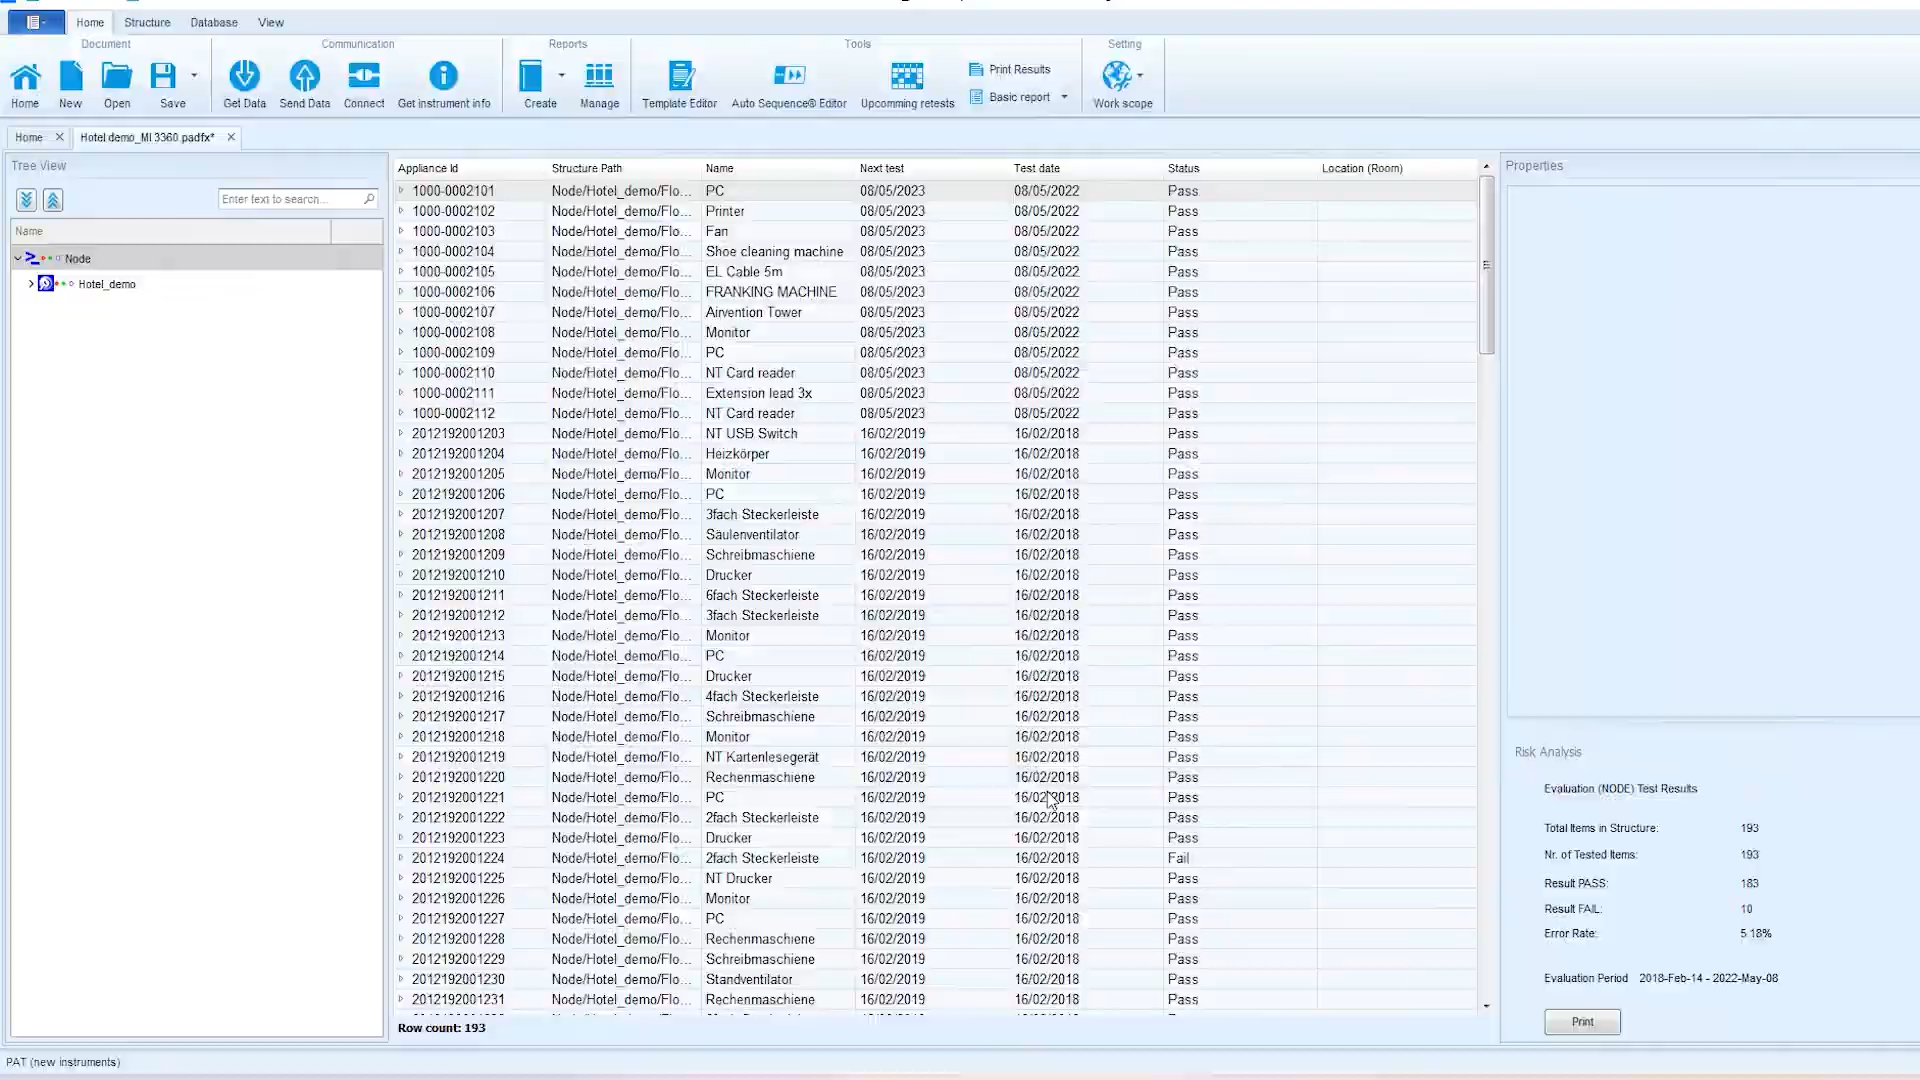 Home Structure Database View
Document Communication Reports Tools Setting
Home New Open Save Get Data Send Data Connect Get instrument info Create Manage Template Editor Auto Sequence® Editor Upcomming retests Print Results Basic report Work scope
Home Hotel demo_MI 3360.padfx*
Tree View
Enter text to search...
Name
Node
Hotel_demo
Appliance Id Structure Path Name Next test Test date Status Location (Room)
1000-0002101 Node/Hotel_demo/Flo... PC 08/05/2023 08/05/2022 Pass
1000-0002102 Node/Hotel_demo/Flo... Printer 08/05/2023 08/05/2022 Pass
1000-0002103 Node/Hotel_demo/Flo... Fan 08/05/2023 08/05/2022 Pass
1000-0002104 Node/Hotel_demo/Flo... Shoe cleaning machine 08/05/2023 08/05/2022 Pass
1000-0002105 Node/Hotel_demo/Flo... EL Cable 5m 08/05/2023 08/05/2022 Pass
1000-0002106 Node/Hotel_demo/Flo... FRANKING MACHINE 08/05/2023 08/05/2022 Pass
1000-0002107 Node/Hotel_demo/Flo... Airvention Tower 08/05/2023 08/05/2022 Pass
1000-0002108 Node/Hotel_demo/Flo... Monitor 08/05/2023 08/05/2022 Pass
1000-0002109 Node/Hotel_demo/Flo... PC 08/05/2023 08/05/2022 Pass
1000-0002110 Node/Hotel_demo/Flo... NT Card reader 08/05/2023 08/05/2022 Pass
1000-0002111 Node/Hotel_demo/Flo... Extension lead 3x 08/05/2023 08/05/2022 Pass
1000-0002112 Node/Hotel_demo/Flo... NT Card reader 08/05/2023 08/05/2022 Pass
2012192001203 Node/Hotel_demo/Flo... NT USB Switch 16/02/2019 16/02/2018 Pass
2012192001204 Node/Hotel_demo/Flo... Heizkörper 16/02/2019 16/02/2018 Pass
2012192001205 Node/Hotel_demo/Flo... Monitor 16/02/2019 16/02/2018 Pass
2012192001206 Node/Hotel_demo/Flo... PC 16/02/2019 16/02/2018 Pass
2012192001207 Node/Hotel_demo/Flo... 3fach Steckerleiste 16/02/2019 16/02/2018 Pass
2012192001208 Node/Hotel_demo/Flo... Säulenventilator 16/02/2019 16/02/2018 Pass
2012192001209 Node/Hotel_demo/Flo... Schreibmaschiene 16/02/2019 16/02/2018 Pass
2012192001210 Node/Hotel_demo/Flo... Drucker 16/02/2019 16/02/2018 Pass
2012192001211 Node/Hotel_demo/Flo... 6fach Steckerleiste 16/02/2019 16/02/2018 Pass
2012192001212 Node/Hotel_demo/Flo... 3fach Steckerleiste 16/02/2019 16/02/2018 Pass
2012192001213 Node/Hotel_demo/Flo... Monitor 16/02/2019 16/02/2018 Pass
2012192001214 Node/Hotel_demo/Flo... PC 16/02/2019 16/02/2018 Pass
2012192001215 Node/Hotel_demo/Flo... Drucker 16/02/2019 16/02/2018 Pass
2012192001216 Node/Hotel_demo/Flo... 4fach Steckerleiste 16/02/2019 16/02/2018 Pass
2012192001217 Node/Hotel_demo/Flo... Schreibmaschiene 16/02/2019 16/02/2018 Pass
2012192001218 Node/Hotel_demo/Flo... Monitor 16/02/2019 16/02/2018 Pass
2012192001219 Node/Hotel_demo/Flo... NT Kartenlesegerät 16/02/2019 16/02/2018 Pass
2012192001220 Node/Hotel_demo/Flo... Rechenmaschiene 16/02/2019 16/02/2018 Pass
2012192001221 Node/Hotel_demo/Flo... PC 16/02/2019 16/02/2018 Pass
2012192001222 Node/Hotel_demo/Flo... 2fach Steckerleiste 16/02/2019 16/02/2018 Pass
2012192001223 Node/Hotel_demo/Flo... Drucker 16/02/2019 16/02/2018 Pass
2012192001224 Node/Hotel_demo/Flo... 2fach Steckerleiste 16/02/2019 16/02/2018 Fail
2012192001225 Node/Hotel_demo/Flo... NT Drucker 16/02/2019 16/02/2018 Pass
2012192001226 Node/Hotel_demo/Flo... Monitor 16/02/2019 16/02/2018 Pass
2012192001227 Node/Hotel_demo/Flo... PC 16/02/2019 16/02/2018 Pass
2012192001228 Node/Hotel_demo/Flo... Rechenmaschiene 16/02/2019 16/02/2018 Pass
2012192001229 Node/Hotel_demo/Flo... Schreibmaschiene 16/02/2019 16/02/2018 Pass
2012192001230 Node/Hotel_demo/Flo... Standventilator 16/02/2019 16/02/2018 Pass
2012192001231 Node/Hotel_demo/Flo... Rechenmaschiene 16/02/2019 16/02/2018 Pass
Row count: 193
Properties
Risk Analysis
Evaluation (NODE) Test Results
Total Items in Structure: 193
Nr. of Tested Items: 193
Result PASS: 183
Result FAIL: 10
Error Rate: 5.18%
Evaluation Period 2018-Feb-14 - 2022-May-08
Print
PAT (new instruments)